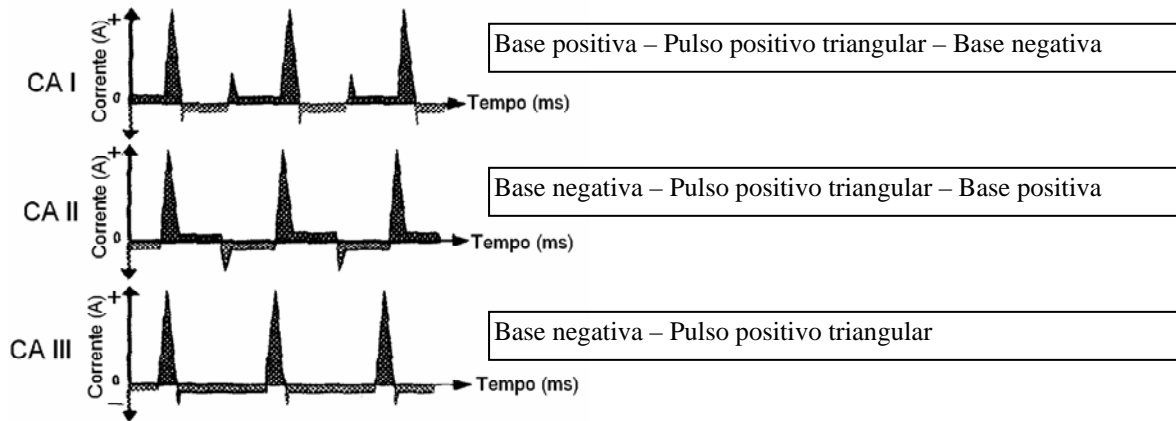 Base positiva – Pulso positivo triangular – Base negativa
CA I
Corrente (A)
+
0
Tempo (ms)
Base negativa – Pulso positivo triangular – Base positiva
CA II
Corrente (A)
+
0
Tempo (ms)
Base negativa – Pulso positivo triangular
CA III
Corrente (A)
+
0
–
Tempo (ms)